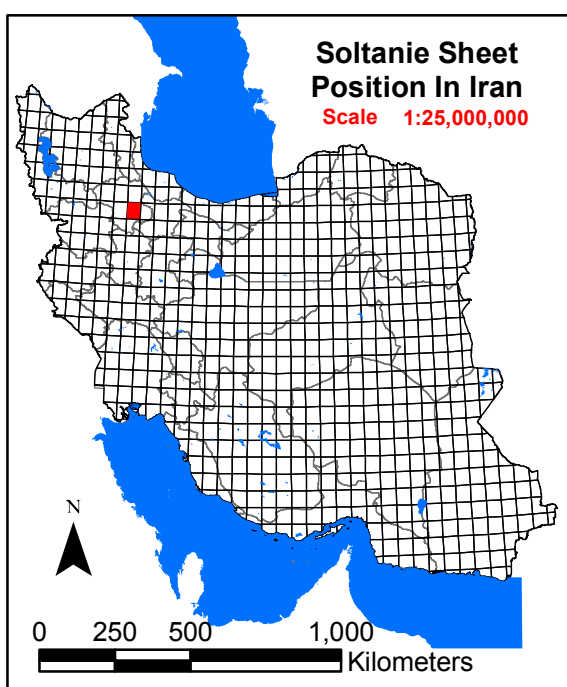 Soltanie Sheet
Position In Iran
Scale 1:25,000,000
N
0 250 500 1,000
Kilometers